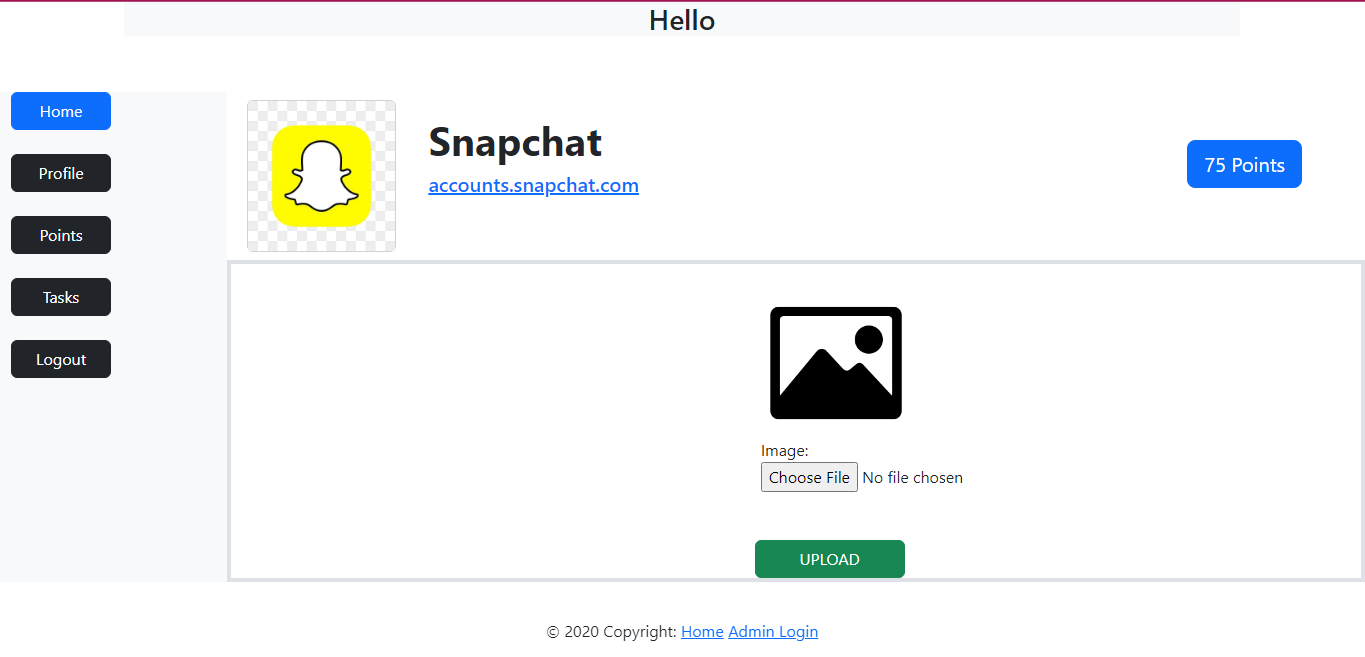 Hello
Home
Profile
Points
Tasks
Logout
Snapchat
accounts.snapchat.com
75 Points
Image:
Choose File No file chosen
UPLOAD
© 2020 Copyright: Home Admin Login